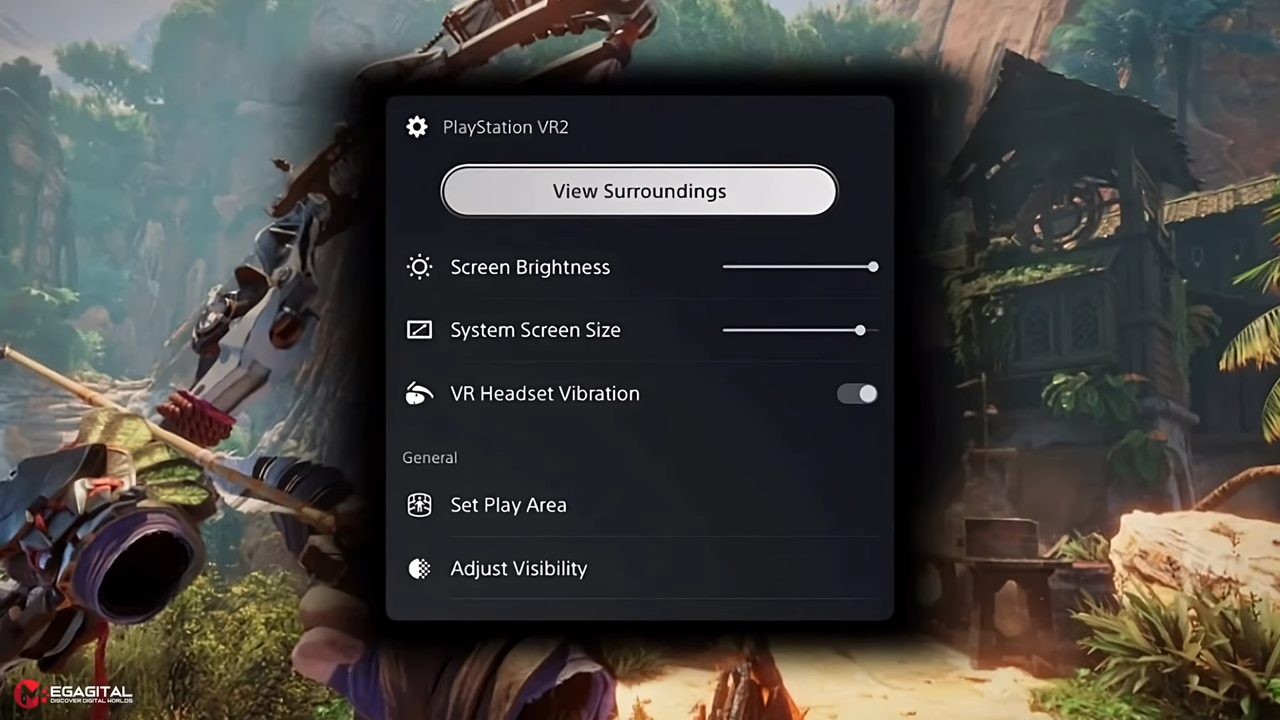 PlayStation VR2
View Surroundings
Screen Brightness
System Screen Size
VR Headset Vibration
General
Set Play Area
Adjust Visibility
EGAGITAL
DISCOVER DIGITAL WORLDS